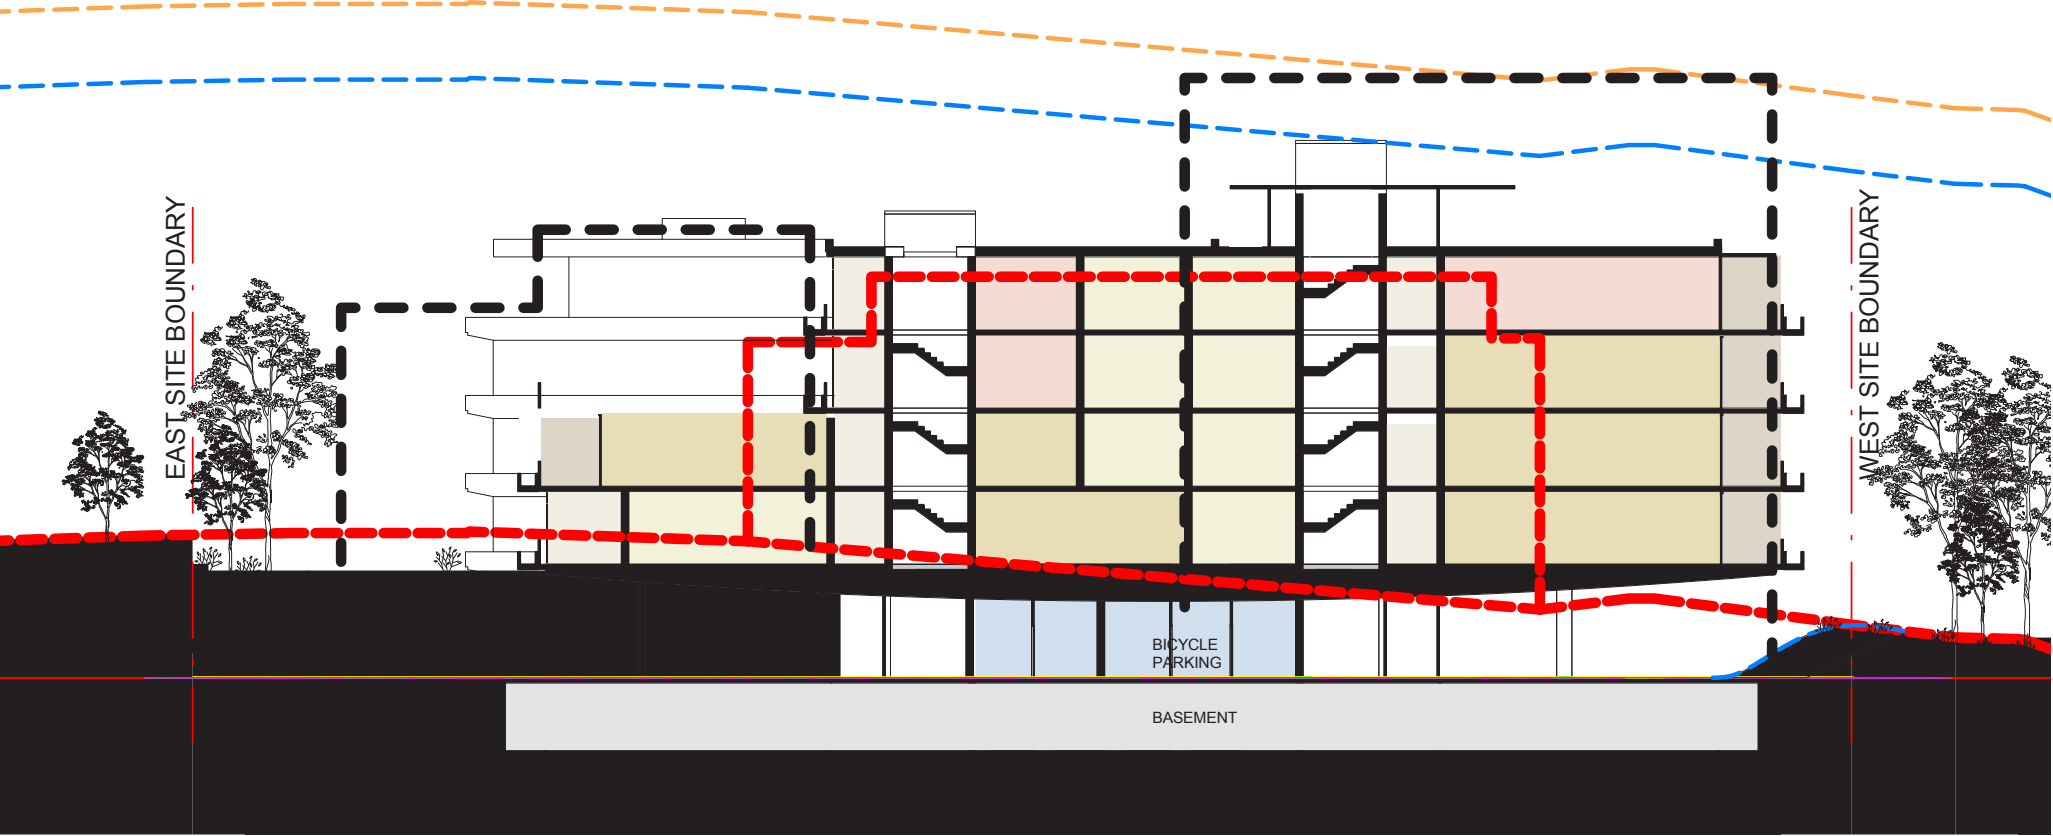 EAST SITE BOUNDARY
WEST SITE BOUNDARY
BICYCLE
PARKING
BASEMENT